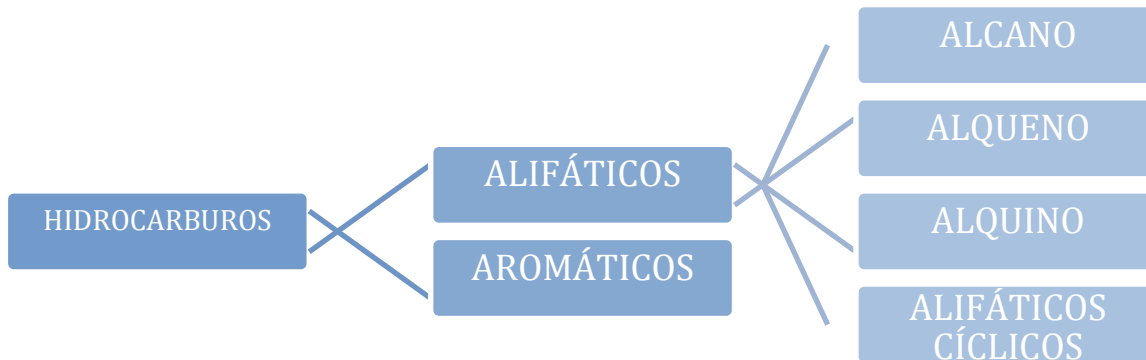 HIDROCARBUROS
ALIFÁTICOS
AROMÁTICOS
ALCANO
ALQUENO
ALQUINO
ALIFÁTICOS
CÍCLICOS